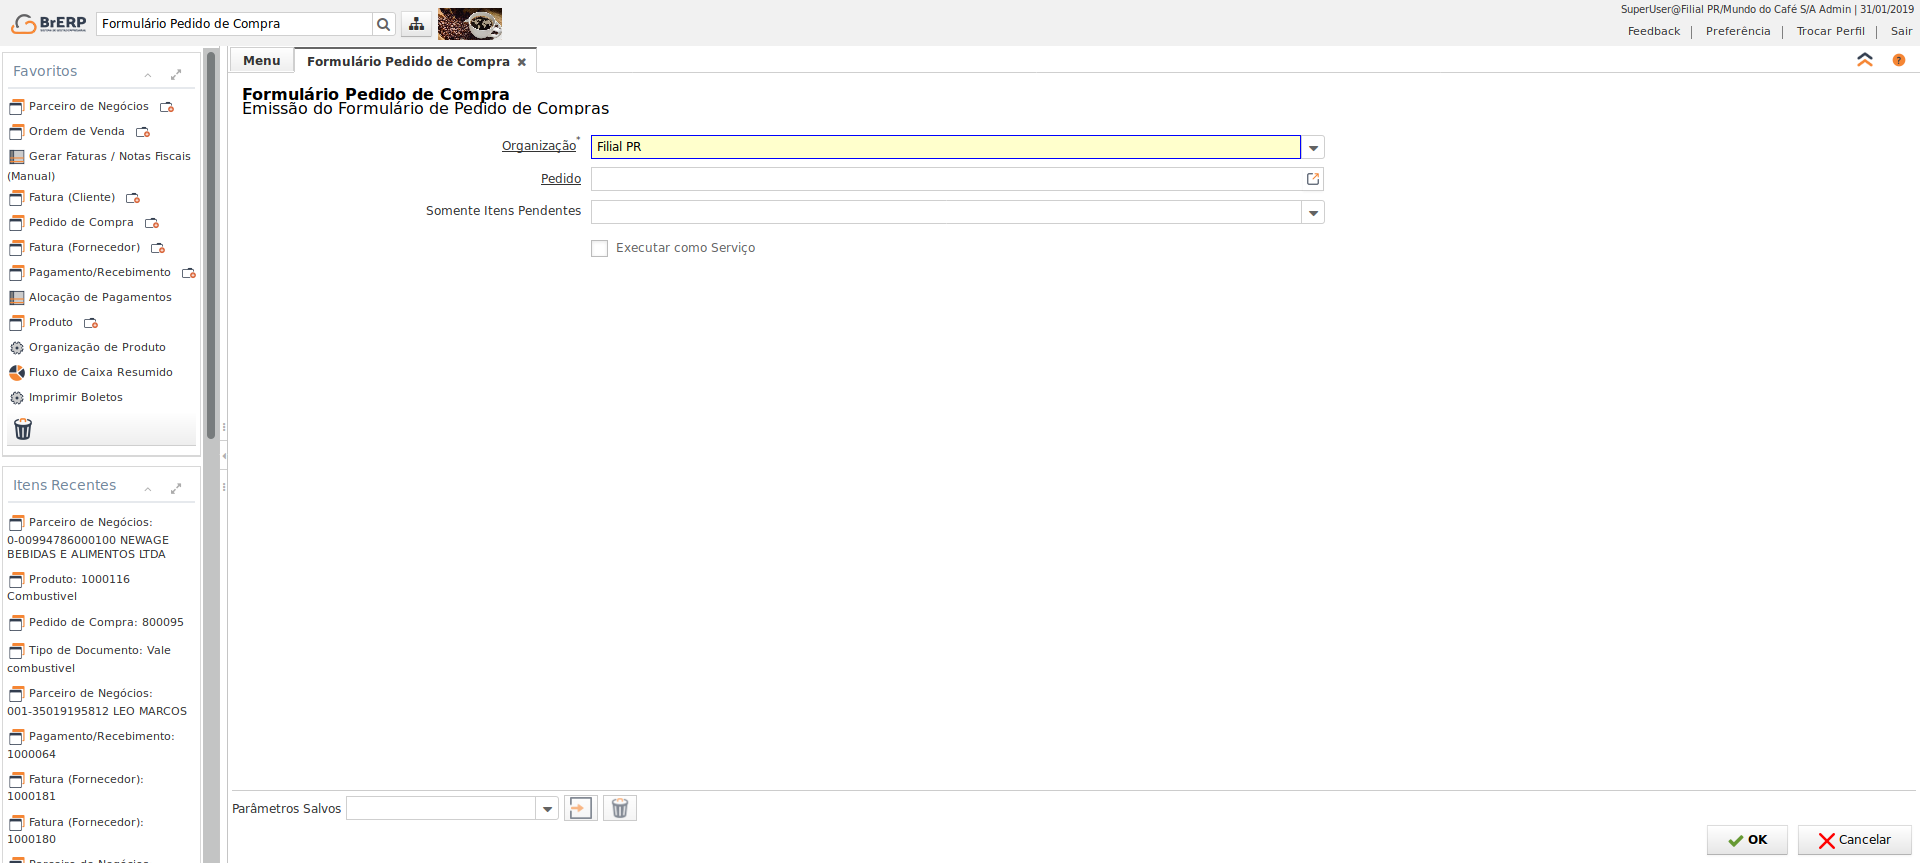 BrERP
Formulário Pedido de Compra
SuperUser@Filial PR/Mundo do Café S/A Admin | 31/01/2019
Feedback | Preferência | Trocar Perfil | Sair
Favoritos
Parceiro de Negócios
Ordem de Venda
Gerar Faturas / Notas Fiscais
(Manual)
Fatura (Cliente)
Pedido de Compra
Fatura (Fornecedor)
Pagamento/Recebimento
Alocação de Pagamentos
Produto
Organização de Produto
Fluxo de Caixa Resumido
Imprimir Boletos
Itens Recentes
Parceiro de Negócios:
0-00994786000100 NEWAGE
BEBIDAS E ALIMENTOS LTDA
Produto: 1000116
Combustivel
Pedido de Compra: 800095
Tipo de Documento: Vale
combustivel
Parceiro de Negócios:
001-35019195812 LEO MARCOS
Pagamento/Recebimento:
1000064
Fatura (Fornecedor):
1000181
Fatura (Fornecedor):
1000180
Parceiro de Negócios
Menu
Formulário Pedido de Compra
Formulário Pedido de Compra
Emissão do Formulário de Pedido de Compras
Organização* Filial PR
Pedido
Somente Itens Pendentes
Executar como Serviço
Parâmetros Salvos
OK
Cancelar